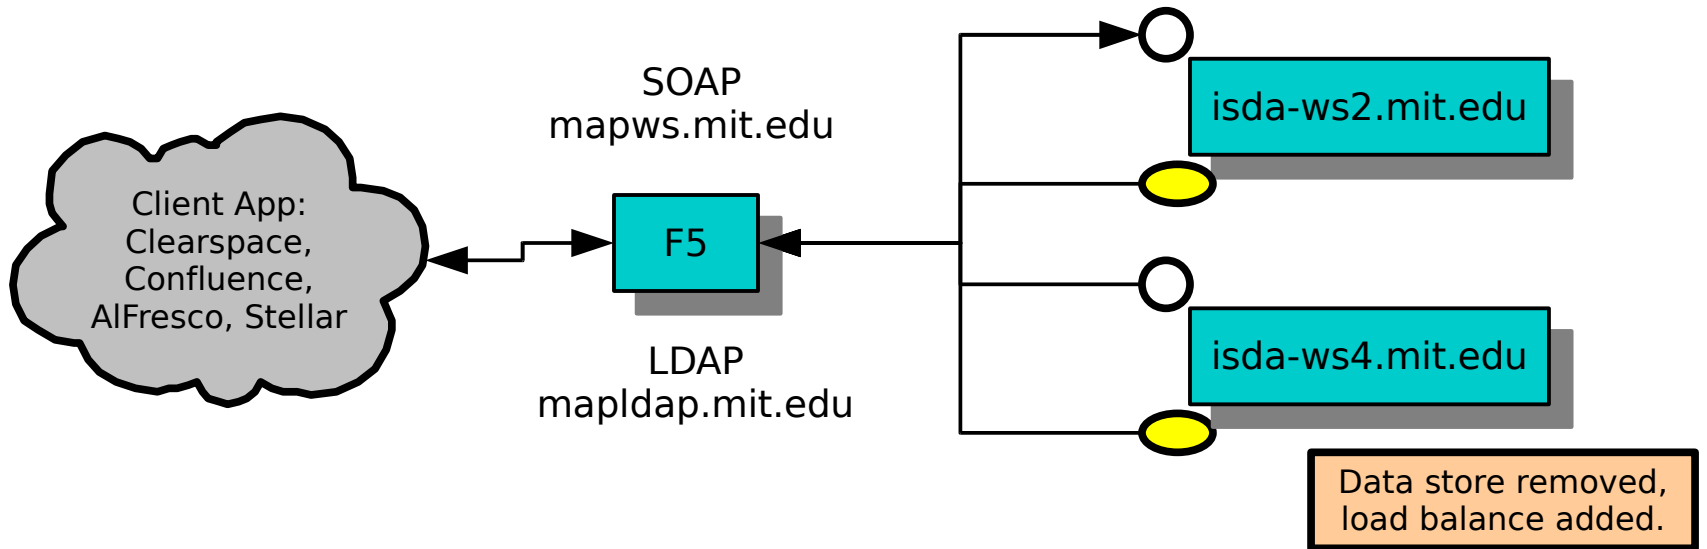 Client App:
Clearspace,
Confluence,
AlFresco, Stellar
SOAP
mapws.mit.edu
F5
LDAP
mapldap.mit.edu
isda-ws2.mit.edu
isda-ws4.mit.edu
Data store removed,
load balance added.